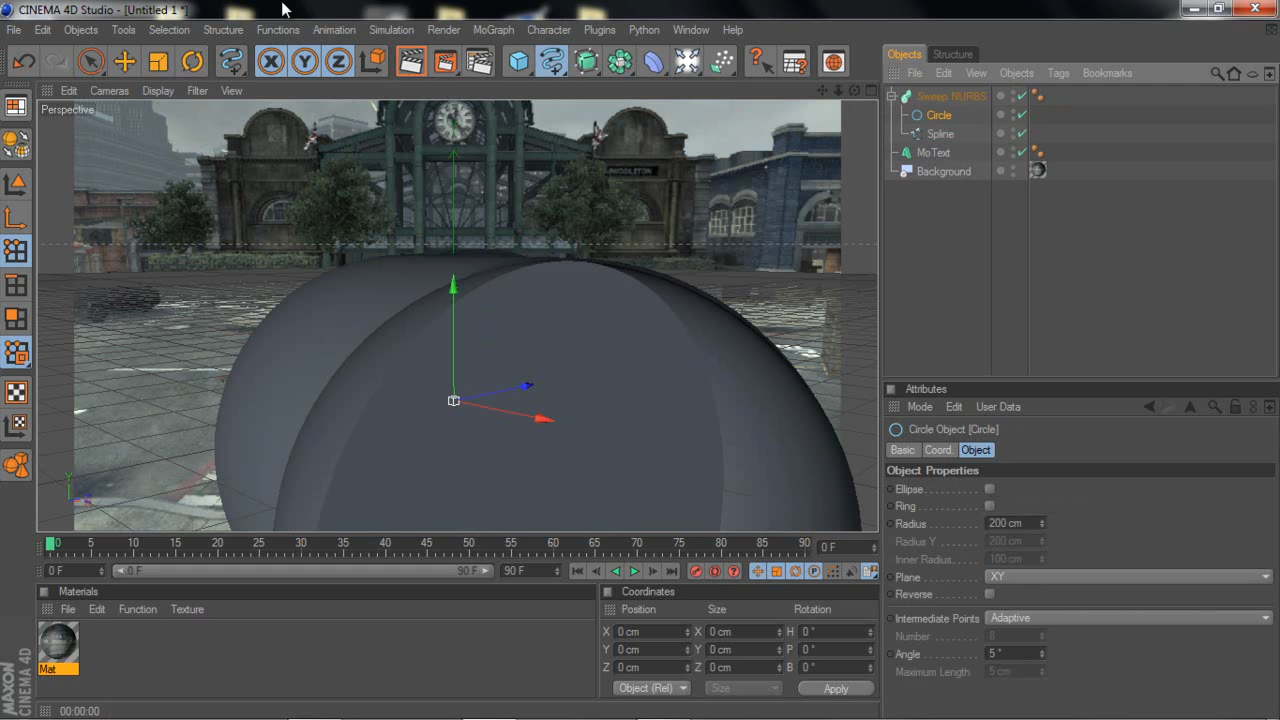 CINEMA 4D Studio - [Untitled 1 *]
File Edit Objects Tools Selection Functions Structure Animation Simulation Render MoGraph Character Plugins Python Window Help
Edit Cameras Display Filter View
Perspective
MIDDLETON
X Y Z
Objects Structure
File Edit View Objects Tags Bookmarks
Sweep NURBS
Circle
Spline
MoText
Background
Attributes
Mode Edit User Data
Circle Object [Circle]
Basic Coord. Object
Object Properties
Ellipse
Ring
Radius 200 cm
Radius Y 200 cm
Inner Radius 100 cm
Plane XY
Reverse
Intermediate Points Adaptive
Number 8
Angle 5 °
Maximum Length 5 cm
0 5 10 15 20 25 30 35 40 45 50 55 60 65 70 75 80 85 90 0 F
0 F 0 F 90 F 90 F
Materials
File Edit Function Texture
Mat
Coordinates
Position Size Rotation
X 0 cm X 0 cm H 0 °
Y 0 cm Y 0 cm P 0 °
Z 0 cm Z 0 cm B 0 °
Object (Rel) Size Apply
MAXON
CINEMA 4D
00:00:00